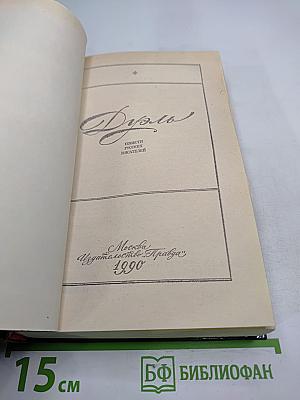 Дуэль
ПОВЕСТИ
РУССКИХ
ПИСАТЕЛЕЙ
Москва
Издательство „Правда“
1990
15 см
БФ БИБЛИОФАН